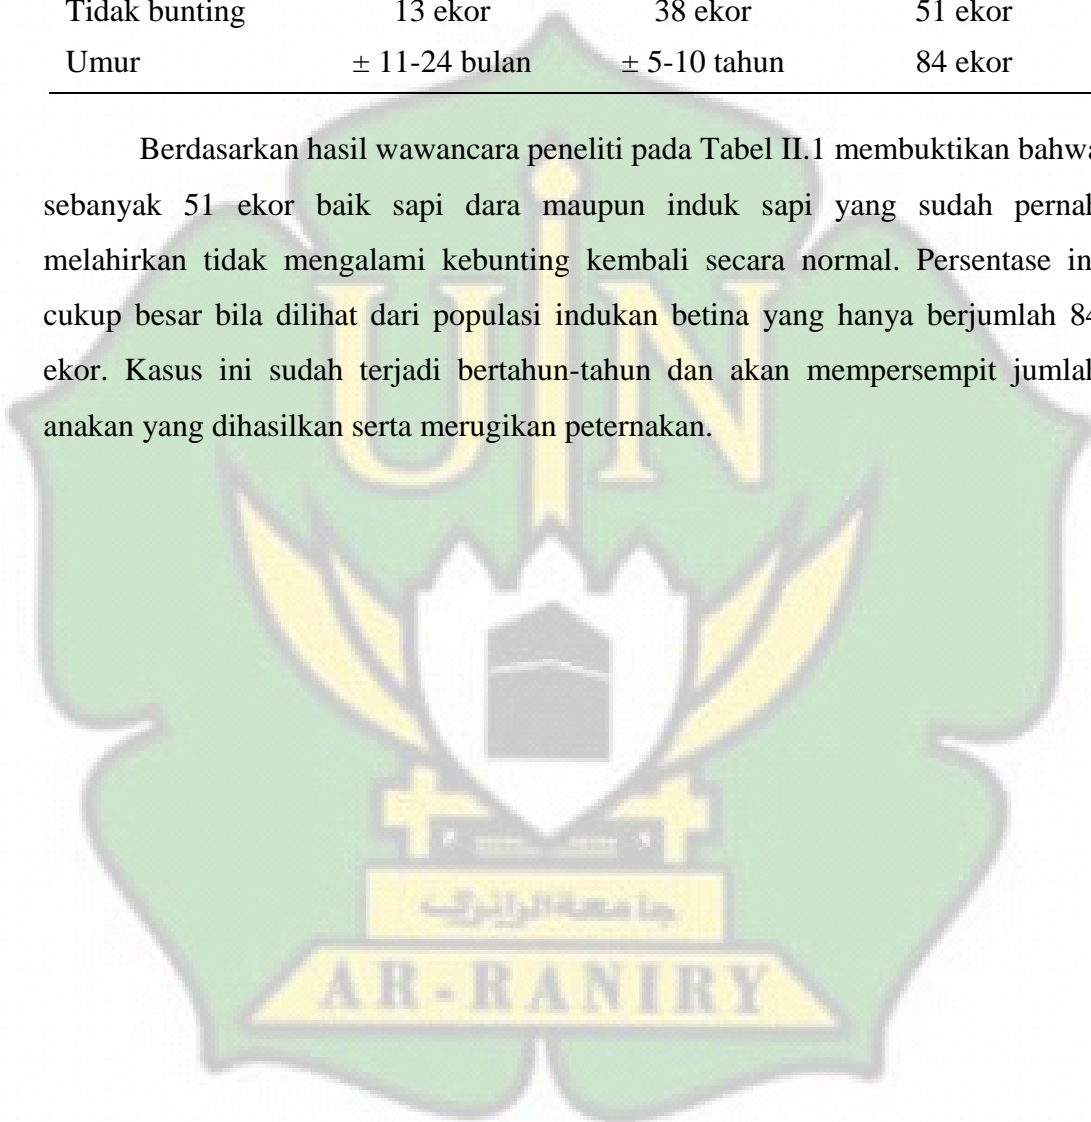 Tidak bunting 13 ekor 38 ekor 51 ekor
Umur ± 11-24 bulan ± 5-10 tahun 84 ekor
Berdasarkan hasil wawancara peneliti pada Tabel II.1 membuktikan bahwa
sebanyak 51 ekor baik sapi dara maupun induk sapi yang sudah pernah
melahirkan tidak mengalami kebunting kembali secara normal. Persentase in
cukup besar bila dilihat dari populasi indukan betina yang hanya berjumlah 84
ekor. Kasus ini sudah terjadi bertahun-tahun dan akan mempersempit jumlah
anakan yang dihasilkan serta merugikan peternakan.
UIN
جامعة الرانري
AR-RANIRY